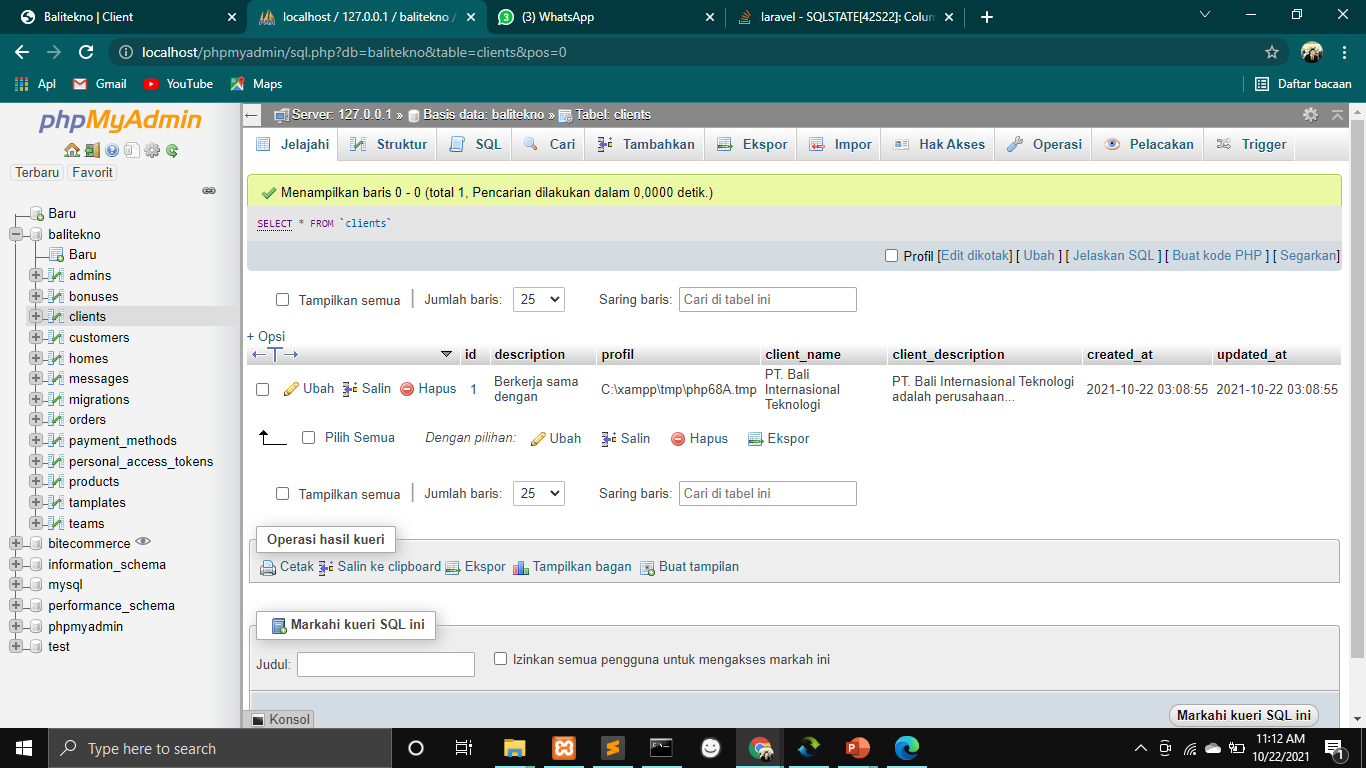 Balitekno | Client
localhost / 127.0.0.1 / balitekno /
(3) WhatsApp
laravel - SQLSTATE[42S22]: Colum
localhost/phpmyadmin/sql.php?db=balitekno&table=clients&pos=0
Apl Gmail YouTube Maps Daftar bacaan
phpMyAdmin
Terbaru Favorit
Baru
balitekno
Baru
admins
bonuses
clients
customers
homes
messages
migrations
orders
payment_methods
personal_access_tokens
products
tamplates
teams
bitecommerce
information_schema
mysql
performance_schema
phpmyadmin
test
Server: 127.0.0.1 » Basis data: balitekno » Tabel: clients
Jelajahi Struktur SQL Cari Tambahkan Ekspor Impor Hak Akses Operasi Pelacakan Trigger
Menampilkan baris 0 - 0 (total 1, Pencarian dilakukan dalam 0,0000 detik.)
SELECT * FROM `clients`
Profil [Edit dikotak] [ Ubah ] [ Jelaskan SQL ] [ Buat kode PHP ] [ Segarkan]
Tampilkan semua | Jumlah baris: 25 Saring baris: Cari di tabel ini
+ Opsi
←T→ id description profil client_name client_description created_at updated_at
Ubah Salin Hapus 1 Berkerja sama dengan C:\xampp\tmp\php68A.tmp PT. Bali Internasional Teknologi PT. Bali Internasional Teknologi adalah perusahaan... 2021-10-22 03:08:55 2021-10-22 03:08:55
Pilih Semua Dengan pilihan: Ubah Salin Hapus Ekspor
Tampilkan semua | Jumlah baris: 25 Saring baris: Cari di tabel ini
Operasi hasil kueri
Cetak Salin ke clipboard Ekspor Tampilkan bagan Buat tampilan
Markahi kueri SQL ini
Judul: Izinkan semua pengguna untuk mengakses markah ini
Konsol
Markahi kueri SQL ini
Type here to search
11:12 AM
10/22/2021
1